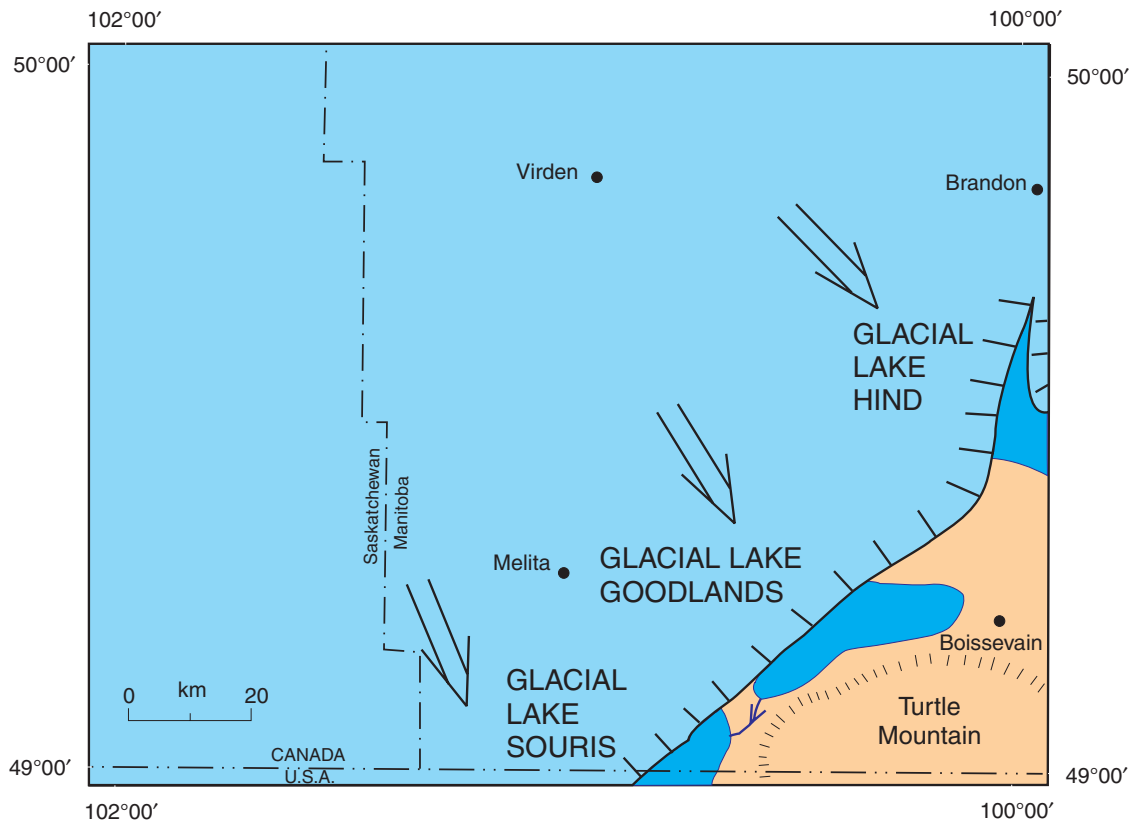 102°00′
100°00′
50°00′
50°00′
Virden
Brandon
GLACIAL
LAKE
HIND
Saskatchewan
Manitoba
Melita
GLACIAL LAKE
GOODLANDS
Boissevain
GLACIAL
LAKE
SOURIS
0 km 20
Turtle
Mountain
CANADA
U.S.A.
49°00′
49°00′
102°00′
100°00′